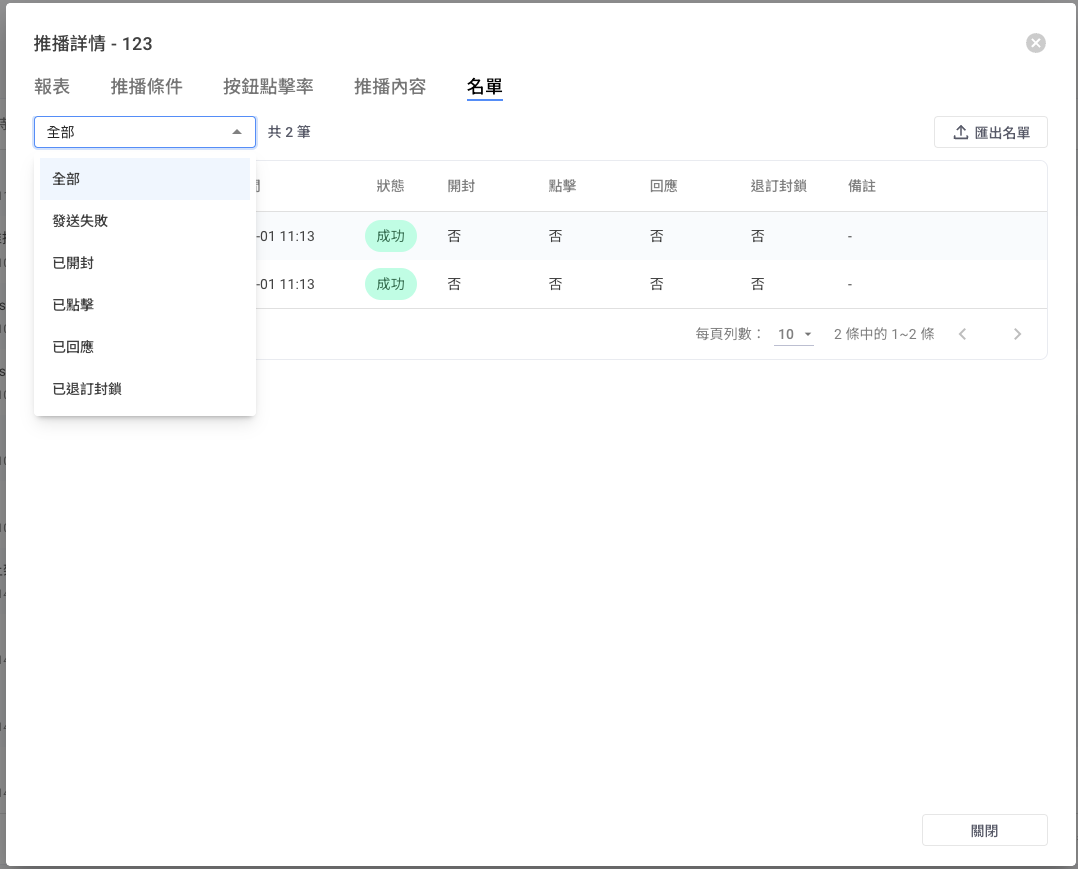 推播詳情 - 123
報表 推播條件 按鈕點擊率 推播內容 名單
全部 共 2 筆 匯出名單
狀態 開封 點擊 回應 退訂封鎖 備註
-01 11:13 成功 否 否 否 否 -
-01 11:13 成功 否 否 否 否 -
全部
發送失敗
已開封
已點擊
已回應
已退訂封鎖
每頁列數： 10 2 條中的 1~2 條
關閉